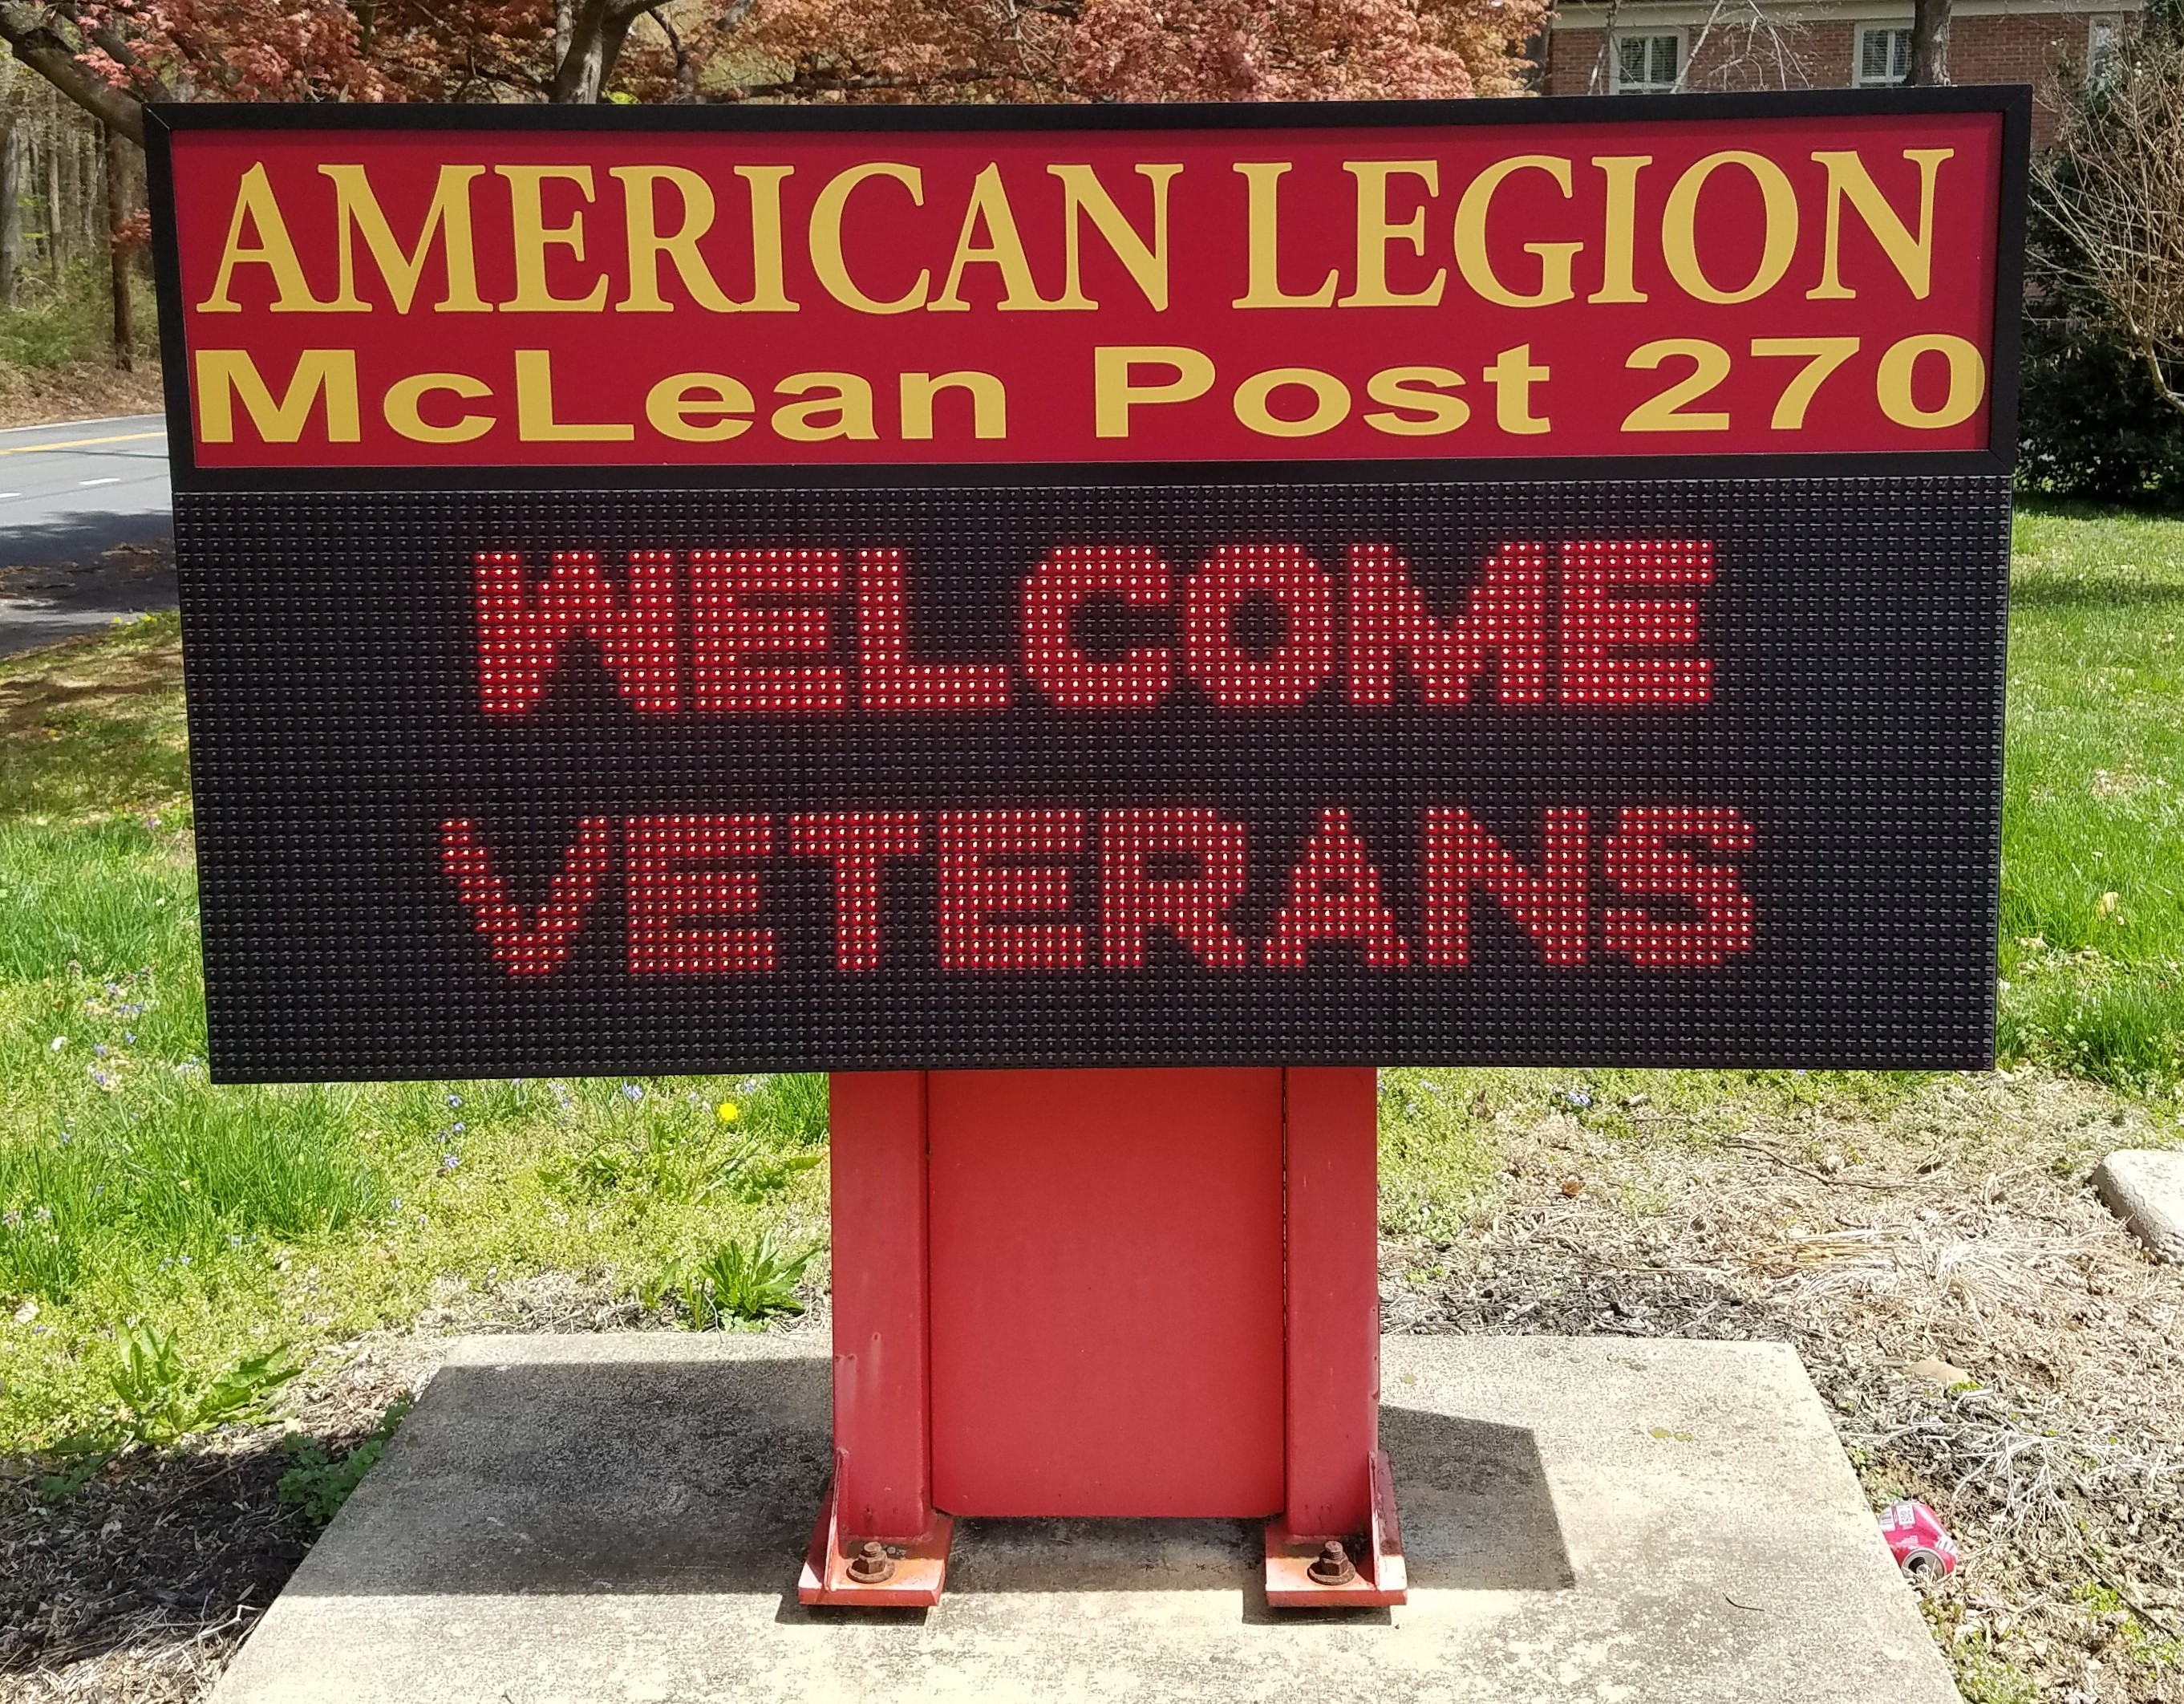 AMERICAN LEGION
McLean Post 270
WELCOME
VETERANS